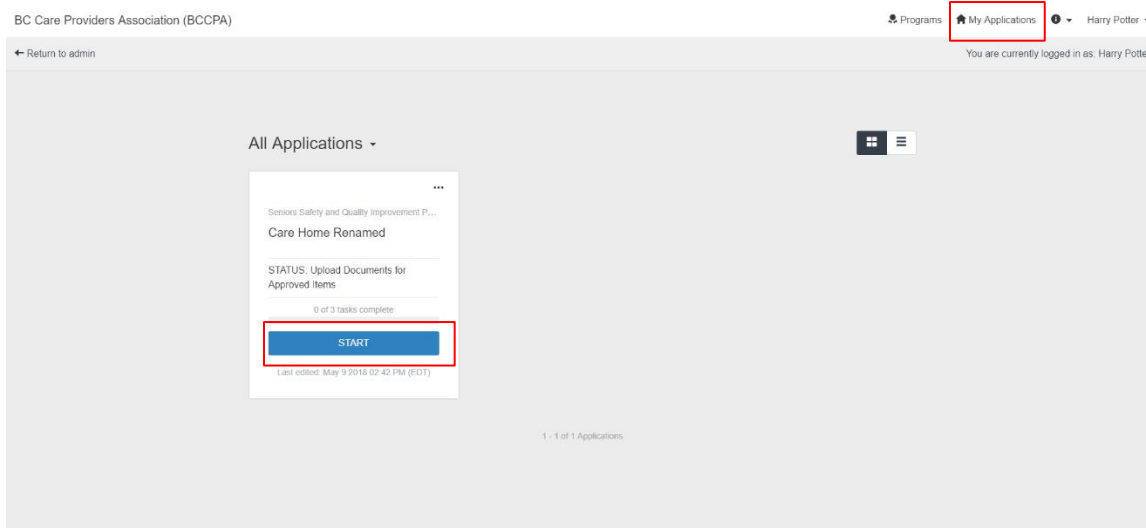 BC Care Providers Association (BCCPA)
Programs
My Applications
Harry Potter
Return to admin
You are currently logged in as: Harry Potte
All Applications
Seniors Safety and Quality Improvement P...
Care Home Renamed
STATUS: Upload Documents for
Approved Items
0 of 3 tasks complete
START
Last edited: May 9 2018 02:42 PM (EDT)
1 - 1 of 1 Applications